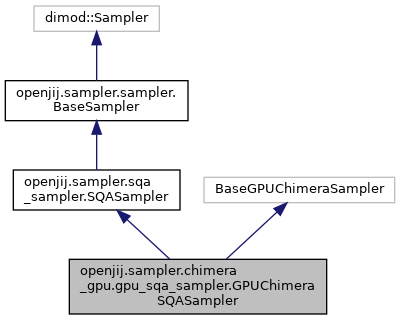 dimod::Sampler
openjij.sampler.sampler.
BaseSampler
openjij.sampler.sqa
_sampler.SQASampler
BaseGPUChimeraSampler
openjij.sampler.chimera
_gpu.gpu_sqa_sampler.GPUChimera
SQASampler